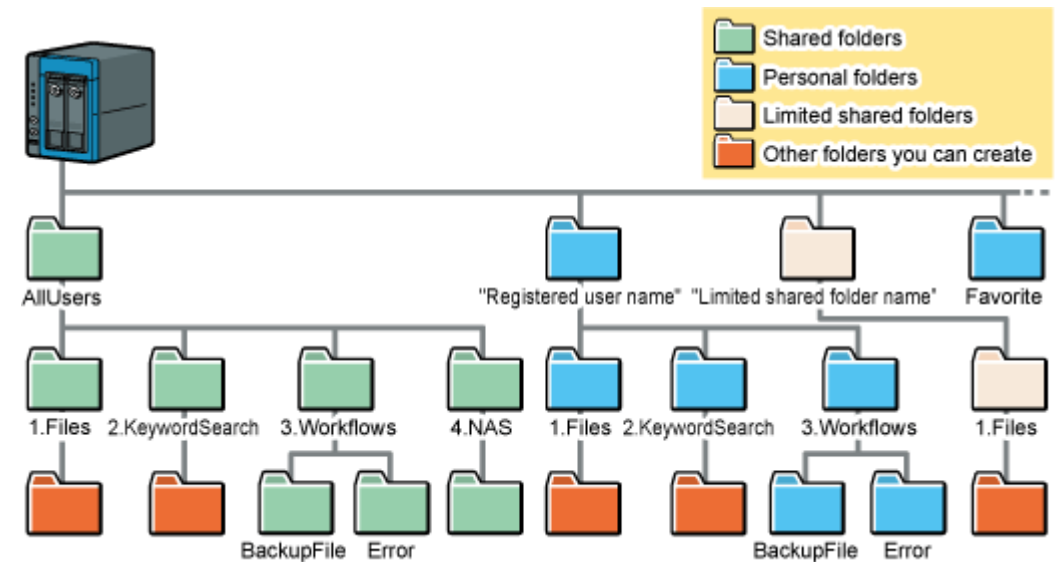 Shared folders
Personal folders
Limited shared folders
Other folders you can create
AllUsers
"Registered user name"
"Limited shared folder name"
Favorite
1.Files
2.KeywordSearch
3.Workflows
4.NAS
1.Files
2.KeywordSearch
3.Workflows
1.Files
BackupFile
Error
BackupFile
Error